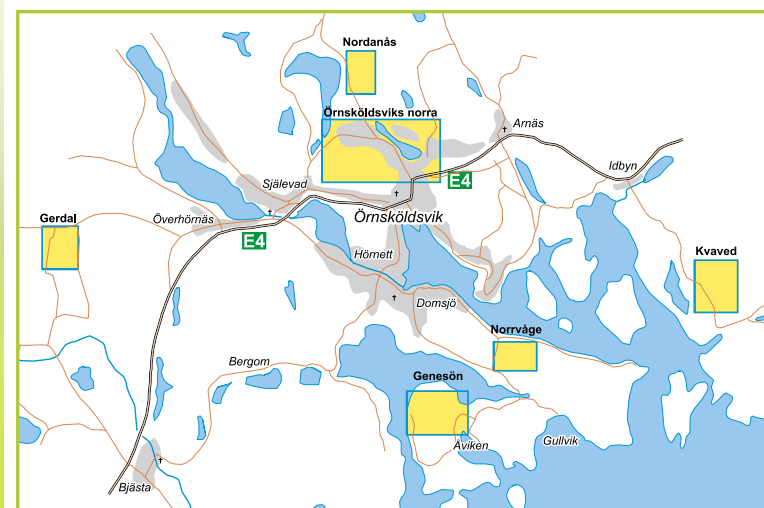 Nordanås
Örnsköldsviks norra
Arnäs
Idbyn
Själevad
E4
Gerdal
Överhörnäs
Örnsköldsvik
E4
Hörnett
Kvaved
Domsjö
Norrvåge
Bergom
Genesön
Gullvik
Åviken
Bjästa